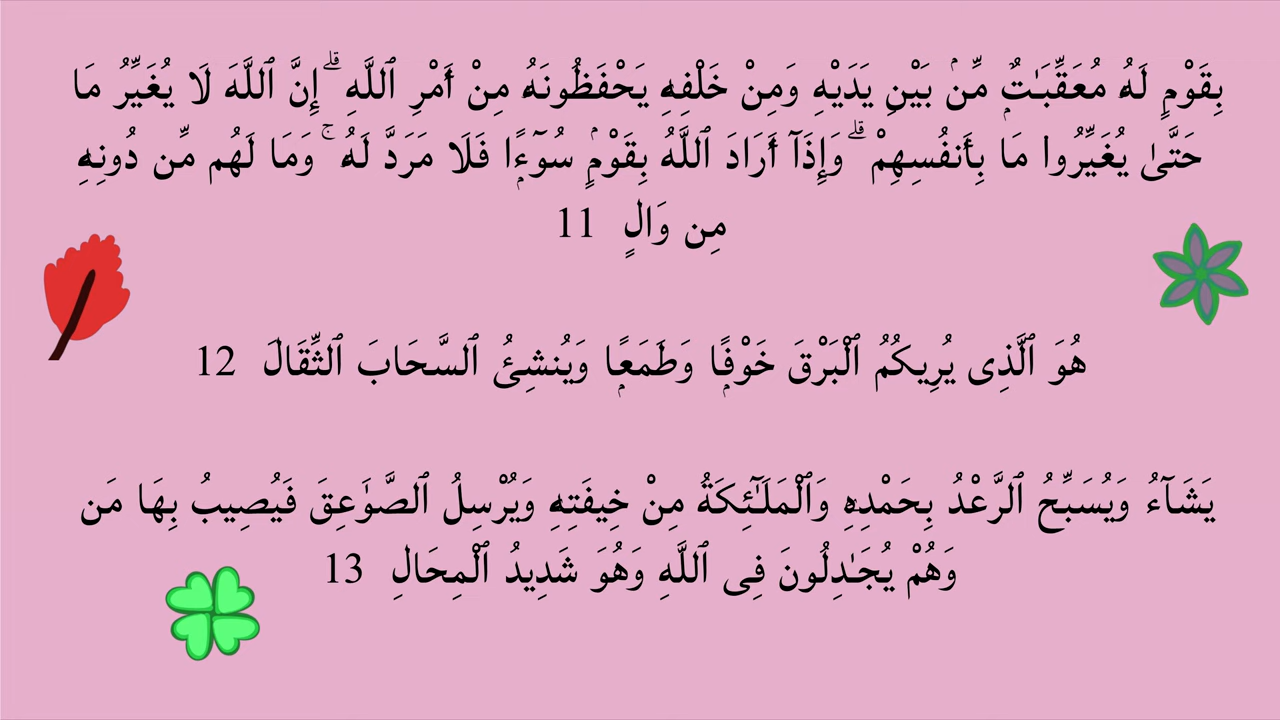 بِقَوْمٍ لَهُۥ مُعَقِّبَـٰتٌۭ مِّنۢ بَيْنِ يَدَيْهِ وَمِنْ خَلْفِهِۦ يَحْفَظُونَهُۥ مِنْ أَمْرِ ٱللَّهِ ۗ إِنَّ ٱللَّهَ لَا يُغَيِّرُ مَا
حَتَّىٰ يُغَيِّرُوا۟ مَا بِأَنفُسِهِمْ ۗ وَإِذَآ أَرَادَ ٱللَّهُ بِقَوْمٍۢ سُوٓءًۭا فَلَا مَرَدَّ لَهُۥ ۚ وَمَا لَهُم مِّن دُونِهِۦ
مِن وَالٍ 11
هُوَ ٱلَّذِى يُرِيكُمُ ٱلْبَرْقَ خَوْفًۭا وَطَمَعًۭا وَيُنشِئُ ٱلسَّحَابَ ٱلثِّقَالَ 12
يَشَآءُ وَيُسَبِّحُ ٱلرَّعْدُ بِحَمْدِهِۦ وَٱلْمَلَـٰٓئِكَةُ مِنْ خِيفَتِهِۦ وَيُرْسِلُ ٱلصَّوَٰعِقَ فَيُصِيبُ بِهَا مَن
وَهُمْ يُجَـٰدِلُونَ فِى ٱللَّهِ وَهُوَ شَدِيدُ ٱلْمِحَالِ 13